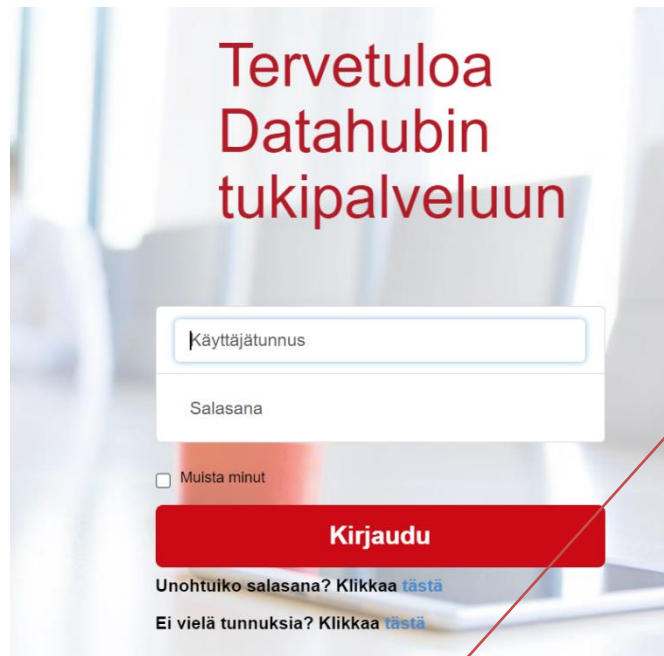 Tervetuloa
Datahubin
tukipalveluun
Käyttäjätunnus
Salasana
Muista minut
Kirjaudu
Unohtuiko salasana? Klikkaa tästä
Ei vielä tunnuksia? Klikkaa tästä